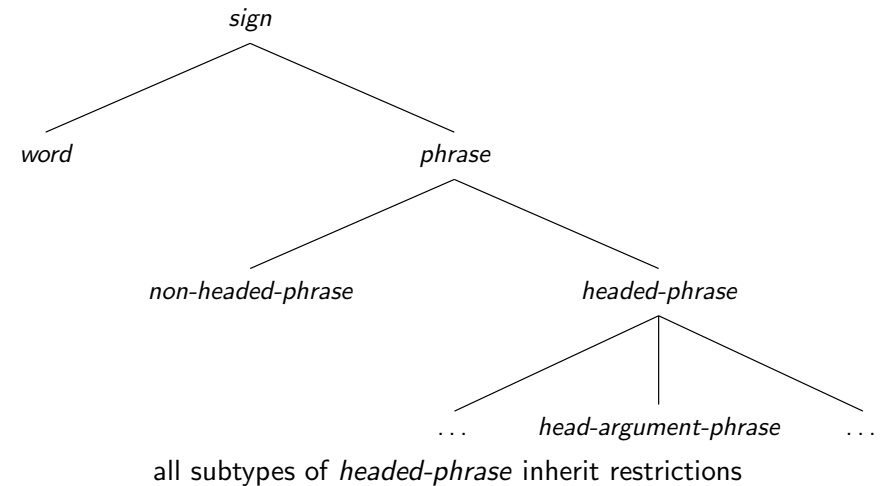 sign
word phrase
non-headed-phrase headed-phrase
... head-argument-phrase ...
all subtypes of headed-phrase inherit restrictions